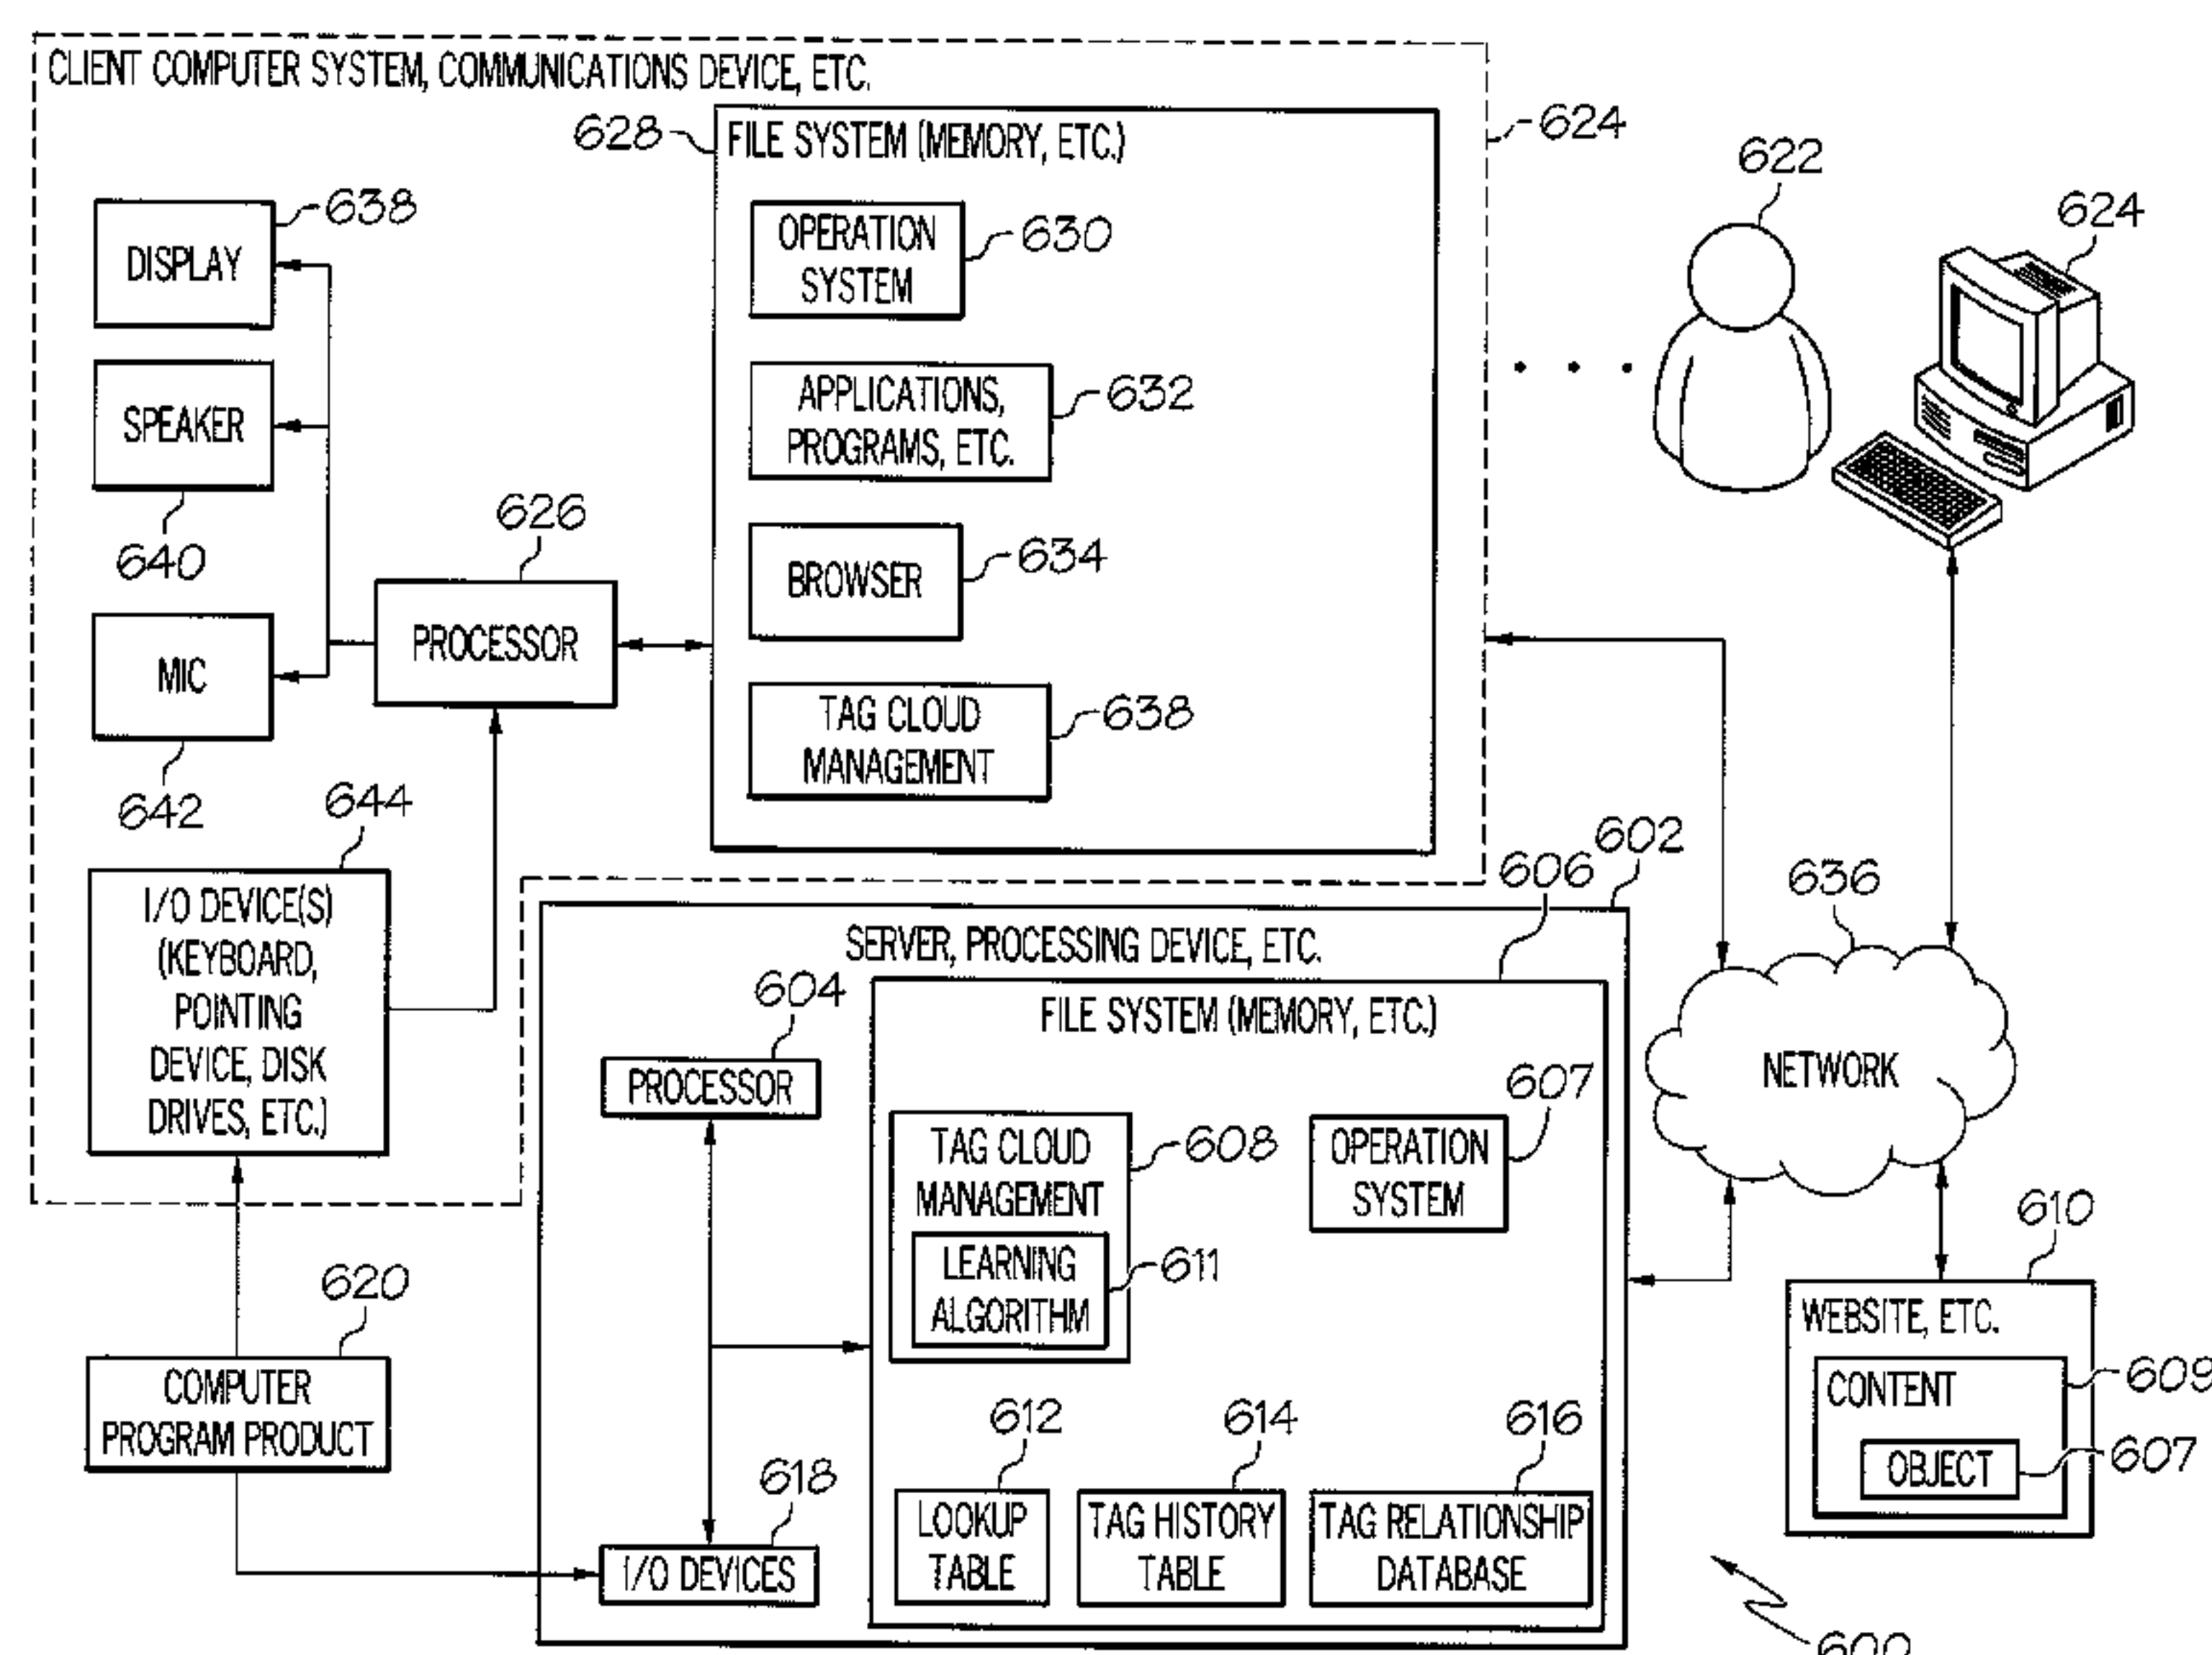 CLIENT COMPUTER SYSTEM, COMMUNICATIONS DEVICE, ETC.
628
FILE SYSTEM (MEMORY, ETC.)
624
622
624
638
DISPLAY
OPERATION
SYSTEM
630
SPEAKER
640
APPLICATIONS,
PROGRAMS, ETC.
632
626
PROCESSOR
BROWSER
634
MIC
642
TAG CLOUD
MANAGEMENT
638
644
I/O DEVICE(S)
(KEYBOARD,
POINTING
DEVICE, DISK
DRIVES, ETC.)
602
606
636
SERVER, PROCESSING DEVICE, ETC.
604
PROCESSOR
FILE SYSTEM (MEMORY, ETC.)
NETWORK
607
TAG CLOUD
MANAGEMENT
608
OPERATION
SYSTEM
LEARNING
ALGORITHM
611
610
WEBSITE, ETC.
CONTENT
609
OBJECT
607
620
COMPUTER
PROGRAM PRODUCT
612
614
616
618
I/O DEVICES
LOOKUP
TABLE
TAG HISTORY
TABLE
TAG RELATIONSHIP
DATABASE
600